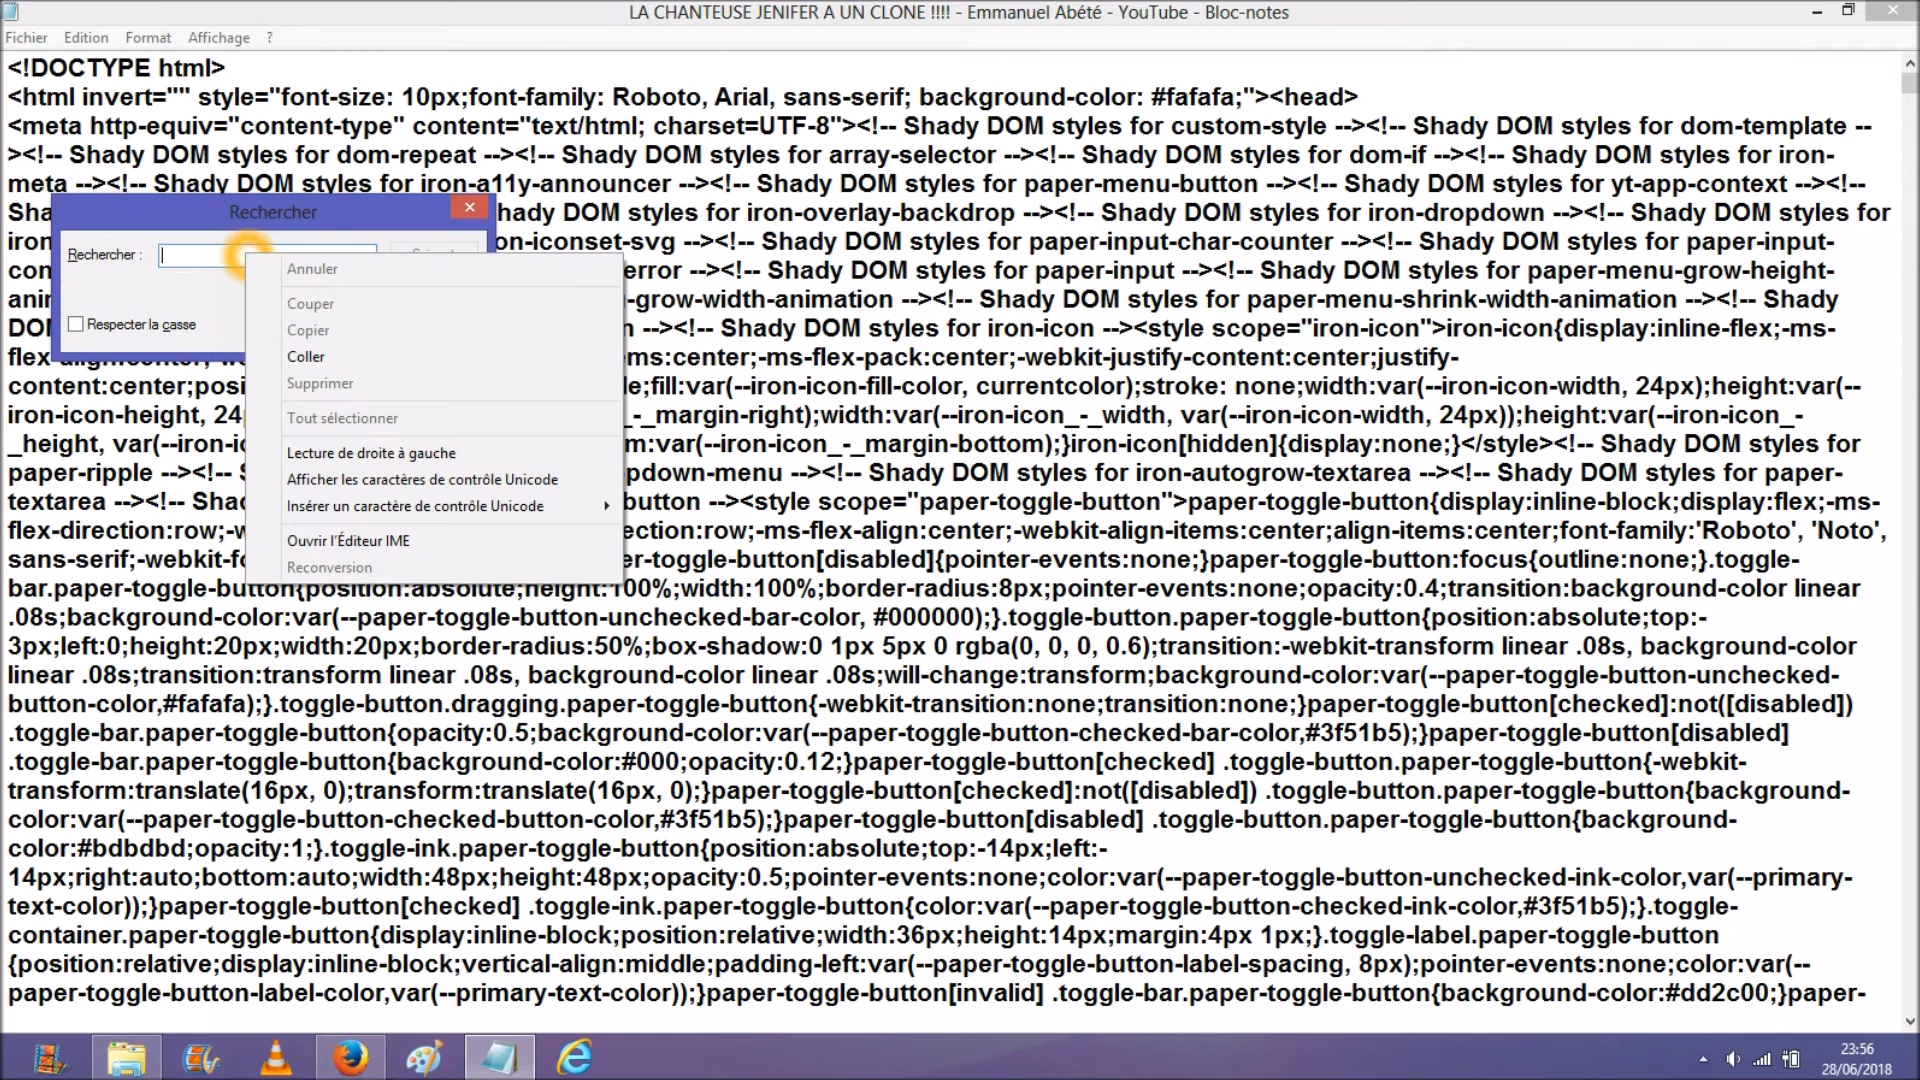 LA CHANTEUSE JENIFER A UN CLONE !!!! - Emmanuel Abété - YouTube - Bloc-notes
Fichier Edition Format Affichage ?
<!DOCTYPE html>
<html invert="" style="font-size: 10px;font-family: Roboto, Arial, sans-serif; background-color: #fafafa;"><head>
<meta http-equiv="content-type" content="text/html; charset=UTF-8"><!-- Shady DOM styles for custom-style --><!-- Shady DOM styles for dom-template --
><!-- Shady DOM styles for dom-repeat --><!-- Shady DOM styles for array-selector --><!-- Shady DOM styles for dom-if --><!-- Shady DOM styles for iron-
meta --><!-- Shady DOM styles for iron-a11y-announcer --><!-- Shady DOM styles for paper-menu-button --><!-- Shady DOM styles for yt-app-context --><!--
Sha hady DOM styles for iron-overlay-backdrop --><!-- Shady DOM styles for iron-dropdown --><!-- Shady DOM styles for
iron on-iconset-svg --><!-- Shady DOM styles for paper-input-char-counter --><!-- Shady DOM styles for paper-input-
con error --><!-- Shady DOM styles for paper-input --><!-- Shady DOM styles for paper-menu-grow-height-
anim -grow-width-animation --><!-- Shady DOM styles for paper-menu-shrink-width-animation --><!-- Shady
DOM n --><!-- Shady DOM styles for iron-icon --><style scope="iron-icon">iron-icon{display:inline-flex;-ms-
flex ms:center;-ms-flex-pack:center;-webkit-justify-content:center;justify-
content:center;posi le;fill:var(--iron-icon-fill-color, currentcolor);stroke: none;width:var(--iron-icon-width, 24px);height:var(--
iron-icon-height, 24p _-_margin-right);width:var(--iron-icon_-_width, var(--iron-icon-width, 24px));height:var(--iron-icon_-
_height, var(--iron-ic m:var(--iron-icon_-_margin-bottom);}iron-icon[hidden]{display:none;}</style><!-- Shady DOM styles for
paper-ripple --><!-- S pdown-menu --><!-- Shady DOM styles for iron-autogrow-textarea --><!-- Shady DOM styles for paper-
textarea --><!-- Shad button --><style scope="paper-toggle-button">paper-toggle-button{display:inline-block;display:flex;-ms-
flex-direction:row;-w ection:row;-ms-flex-align:center;-webkit-align-items:center;align-items:center;font-family:'Roboto', 'Noto',
sans-serif;-webkit-fo er-toggle-button[disabled]{pointer-events:none;}paper-toggle-button:focus{outline:none;}.toggle-
bar.paper-toggle-button{position:absolute;height:100%;width:100%;border-radius:8px;pointer-events:none;opacity:0.4;transition:background-color linear
.08s;background-color:var(--paper-toggle-button-unchecked-bar-color, #000000);}.toggle-button.paper-toggle-button{position:absolute;top:-
3px;left:0;height:20px;width:20px;border-radius:50%;box-shadow:0 1px 5px 0 rgba(0, 0, 0, 0.6);transition:-webkit-transform linear .08s, background-color
linear .08s;transition:transform linear .08s, background-color linear .08s;will-change:transform;background-color:var(--paper-toggle-button-unchecked-
button-color,#fafafa);}.toggle-button.dragging.paper-toggle-button{-webkit-transition:none;transition:none;}paper-toggle-button[checked]:not([disabled])
.toggle-bar.paper-toggle-button{opacity:0.5;background-color:var(--paper-toggle-button-checked-bar-color,#3f51b5);}paper-toggle-button[disabled]
.toggle-bar.paper-toggle-button{background-color:#000;opacity:0.12;}paper-toggle-button[checked] .toggle-button.paper-toggle-button{-webkit-
transform:translate(16px, 0);transform:translate(16px, 0);}paper-toggle-button[checked]:not([disabled]) .toggle-button.paper-toggle-button{background-
color:var(--paper-toggle-button-checked-button-color,#3f51b5);}paper-toggle-button[disabled] .toggle-button.paper-toggle-button{background-
color:#bdbdbd;opacity:1;}.toggle-ink.paper-toggle-button{position:absolute;top:-14px;left:-
14px;right:auto;bottom:auto;width:48px;height:48px;opacity:0.5;pointer-events:none;color:var(--paper-toggle-button-unchecked-ink-color,var(--primary-
text-color));}paper-toggle-button[checked] .toggle-ink.paper-toggle-button{color:var(--paper-toggle-button-checked-ink-color,#3f51b5);}.toggle-
container.paper-toggle-button{display:inline-block;position:relative;width:36px;height:14px;margin:4px 1px;}.toggle-label.paper-toggle-button
{position:relative;display:inline-block;vertical-align:middle;padding-left:var(--paper-toggle-button-label-spacing, 8px);pointer-events:none;color:var(--
paper-toggle-button-label-color,var(--primary-text-color));}paper-toggle-button[invalid] .toggle-bar.paper-toggle-button{background-color:#dd2c00;}paper-
Rechercher
Rechercher :
Respecter la casse
Annuler
Couper
Copier
Coller
Supprimer
Tout sélectionner
Lecture de droite à gauche
Afficher les caractères de contrôle Unicode
Insérer un caractère de contrôle Unicode
Ouvrir l'Éditeur IME
Reconversion
23:56
28/06/2018